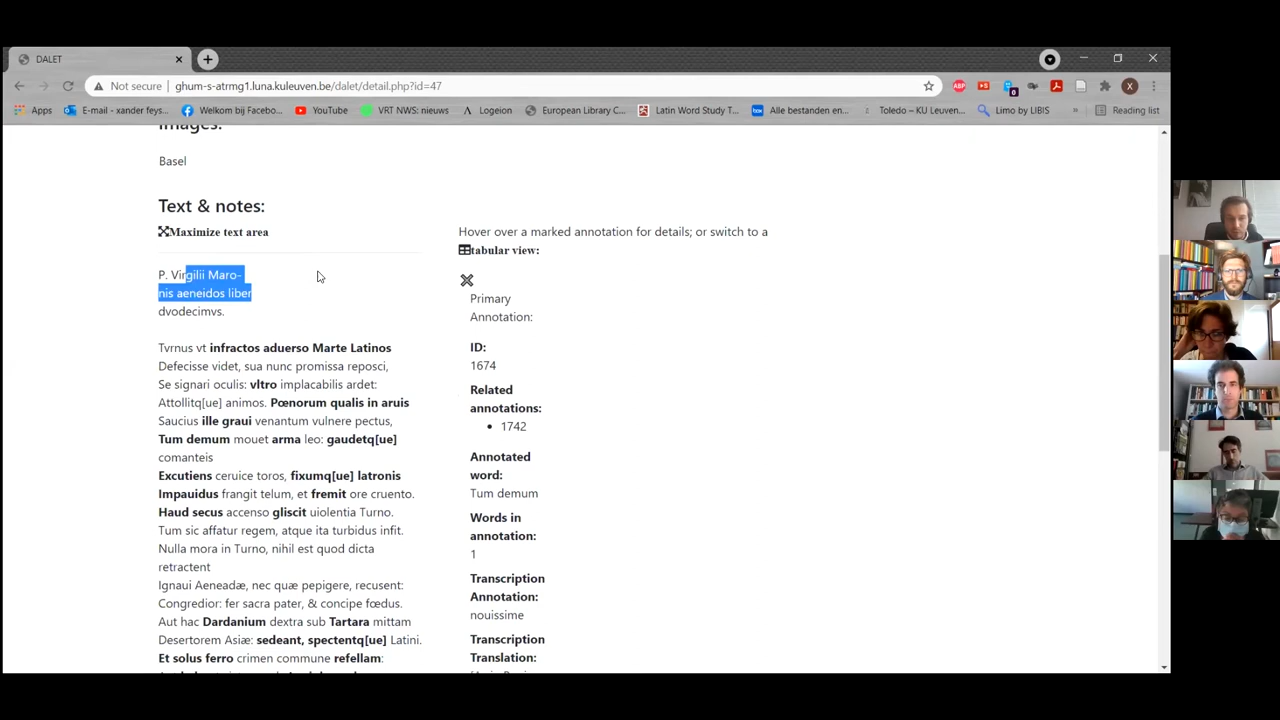 DALET
Not secure ghum-s-atrmg1.luna.kuleuven.be/dalet/detail.php?id=47
Apps E-mail - xander feys... Welkom bij Facebo... YouTube VRT NWS: nieuws Logeion European Library C... Latin Word Study T... Alle bestanden en... Toledo – KU Leuven... Limo by LIBIS » Reading list
Images:
Basel
Text & notes:
Maximize text area
P. Virgilii Maro-
nis aeneidos liber
dvodecimvs.
Tvrnus vt infractos aduerso Marte Latinos
Defecisse videt, sua nunc promissa reposci,
Se signari oculis: vltro implacabilis ardet:
Attollitq[ue] animos. Pœnorum qualis in aruis
Saucius ille graui venantum vulnere pectus,
Tum demum mouet arma leo: gaudetq[ue]
comanteis
Excutiens ceruice toros, fixumq[ue] latronis
Impauidus frangit telum, et fremit ore cruento.
Haud secus accenso gliscit uiolentia Turno.
Tum sic affatur regem, atque ita turbidus infit.
Nulla mora in Turno, nihil est quod dicta
retractent
Ignaui Aeneadæ, nec quæ pepigere, recusent:
Congredior: fer sacra pater, & concipe fœdus.
Aut hac Dardanium dextra sub Tartara mittam
Desertorem Asiæ: sedeant, spectentq[ue] Latini.
Et solus ferro crimen commune refellam:
Hover over a marked annotation for details; or switch to a
tabular view:
Primary
Annotation:
ID:
1674
Related
annotations:
• 1742
Annotated
word:
Tum demum
Words in
annotation:
1
Transcription
Annotation:
nouissime
Transcription
Translation: